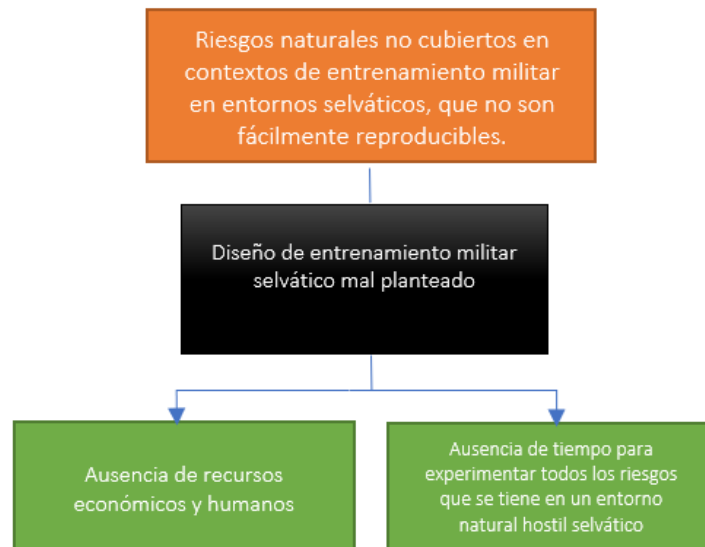 Riesgos naturales no cubiertos en
contextos de entrenamiento militar
en entornos selváticos, que no son
fácilmente reproducibles.
Diseño de entrenamiento militar
selvático mal planteado
Ausencia de recursos
económicos y humanos
Ausencia de tiempo para
experimentar todos los riesgos
que se tiene en un entorno
natural hostil selvático